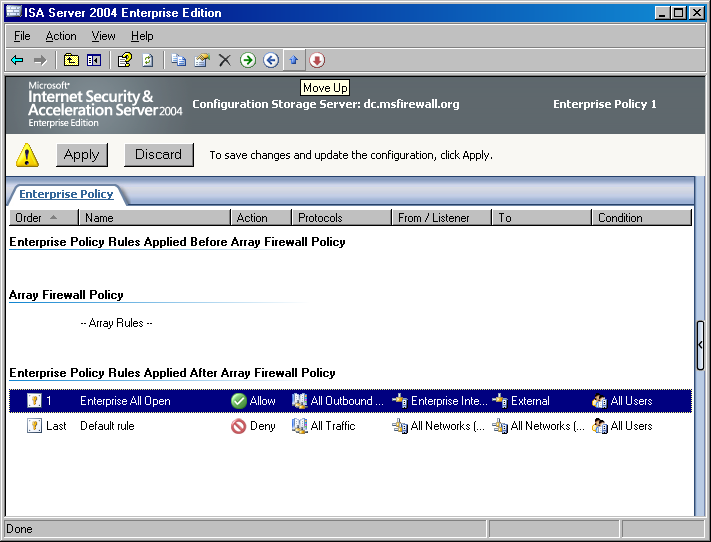 ISA Server 2004 Enterprise Edition
File Action View Help
Move Up
Microsoft®
Internet Security &
Acceleration Server 2004
Enterprise Edition
Configuration Storage Server: dc.msfirewall.org
Enterprise Policy 1
Apply Discard To save changes and update the configuration, click Apply.
Enterprise Policy
Order Name Action Protocols From / Listener To Condition
Enterprise Policy Rules Applied Before Array Firewall Policy
Array Firewall Policy
-- Array Rules --
Enterprise Policy Rules Applied After Array Firewall Policy
1 Enterprise All Open Allow All Outbound ... Enterprise Inte... External All Users
Last Default rule Deny All Traffic All Networks (... All Networks (... All Users
Done